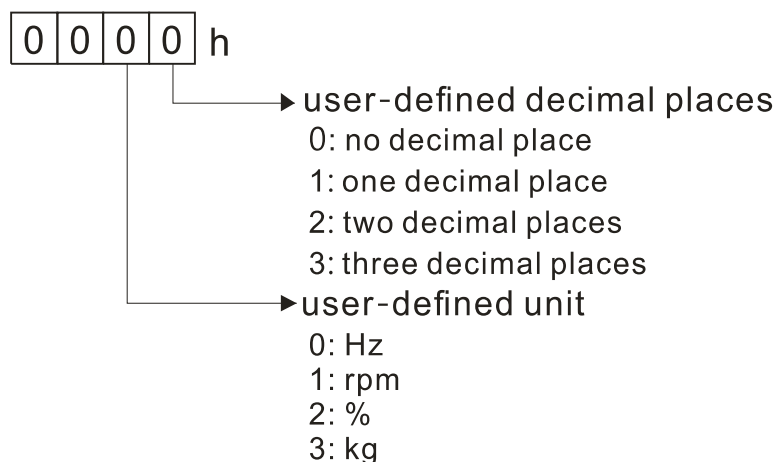 0 0 0 0 h
user-defined decimal places
0: no decimal place
1: one decimal place
2: two decimal places
3: three decimal places
user-defined unit
0: Hz
1: rpm
2: %
3: kg